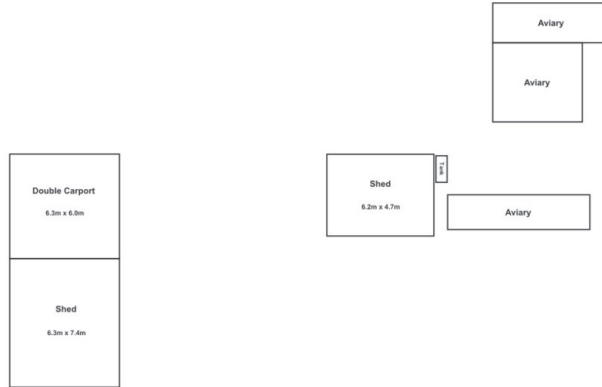 Aviary
Aviary
Double Carport
6.3m x 6.0m
Shed
6.2m x 4.7m
Tank
Aviary
Shed
6.3m x 7.4m